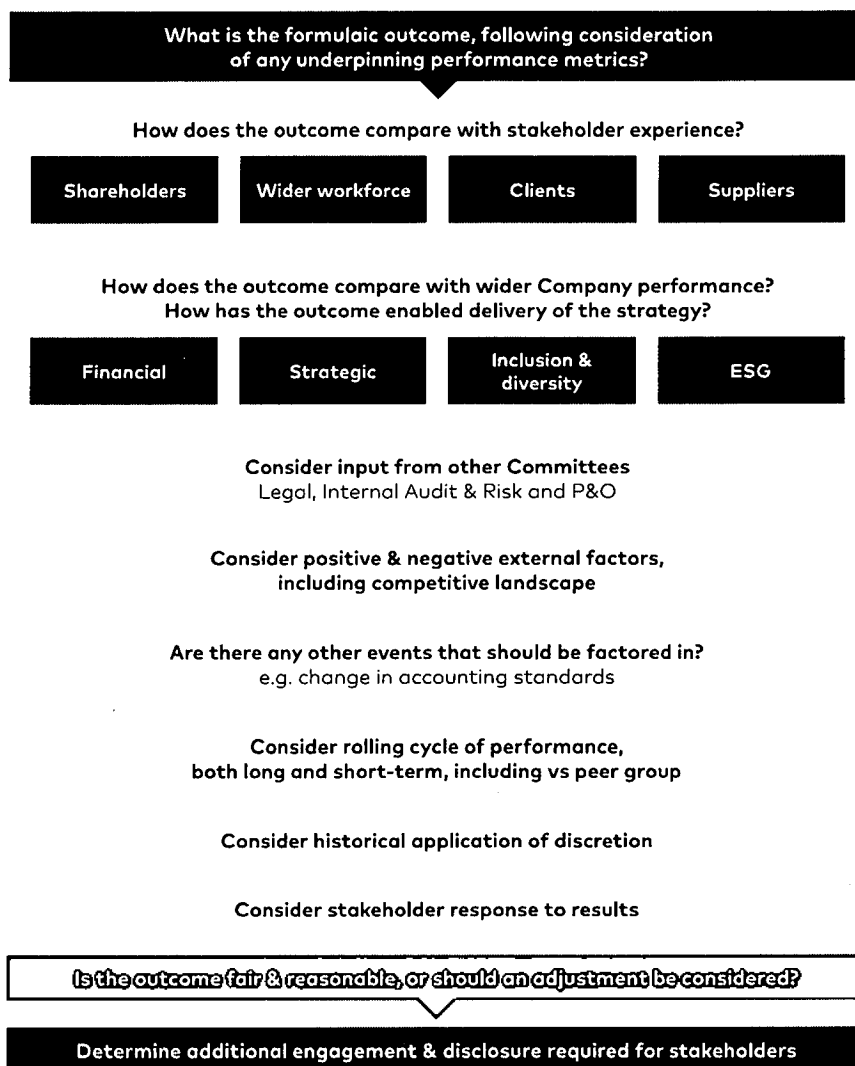 What is the formulaic outcome, following consideration
of any underpinning performance metrics?
How does the outcome compare with stakeholder experience?
Shareholders
Wider workforce
Clients
Suppliers
How does the outcome compare with wider Company performance?
How has the outcome enabled delivery of the strategy?
Financial
Strategic
Inclusion &
diversity
ESG
Consider input from other Committees
Legal, Internal Audit & Risk and P&O
Consider positive & negative external factors,
including competitive landscape
Are there any other events that should be factored in?
e.g. change in accounting standards
Consider rolling cycle of performance,
both long and short-term, including vs peer group
Consider historical application of discretion
Consider stakeholder response to results
Is the outcome fair & reasonable, or should an adjustment be considered?
Determine additional engagement & disclosure required for stakeholders